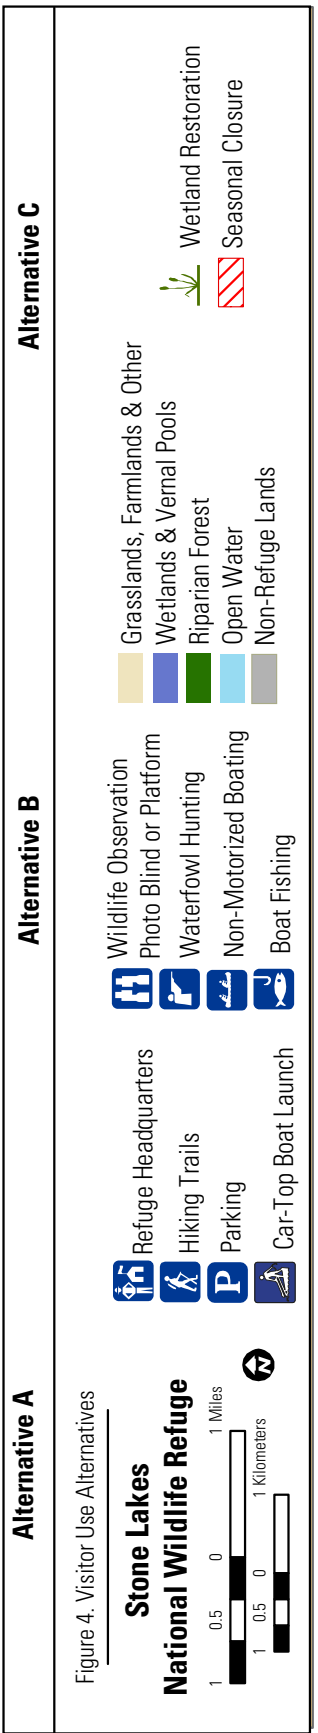 Alternative A
Alternative B
Alternative C
Figure 4. Visitor Use Alternatives
Stone Lakes
National Wildlife Refuge
1 0.5 0 1 Miles
1 0.5 0 1 Kilometers
N
Refuge Headquarters
Hiking Trails
P
Parking
Car-Top Boat Launch
Wildlife Observation
Photo Blind or Platform
Waterfowl Hunting
Non-Motorized Boating
Boat Fishing
Grasslands, Farmlands & Other
Wetlands & Vernal Pools
Riparian Forest
Open Water
Non-Refuge Lands
Wetland Restoration
Seasonal Closure